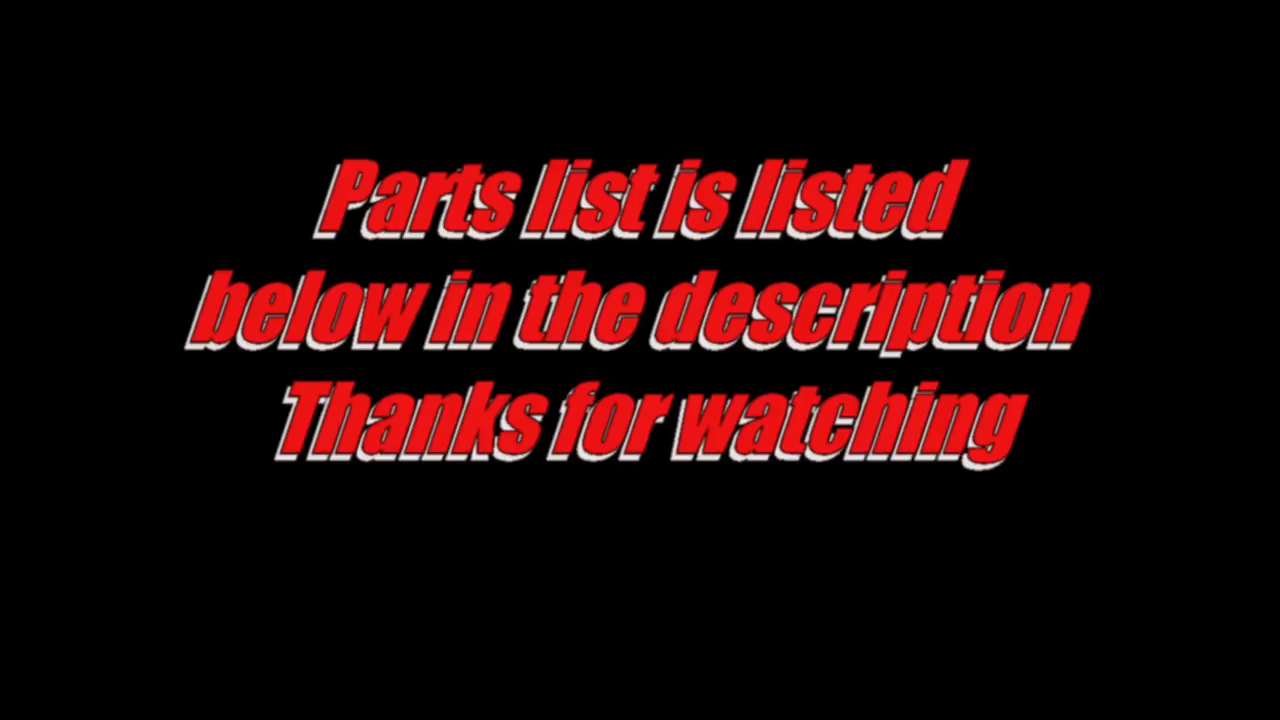 Parts list is listed
below in the description
Thanks for watching